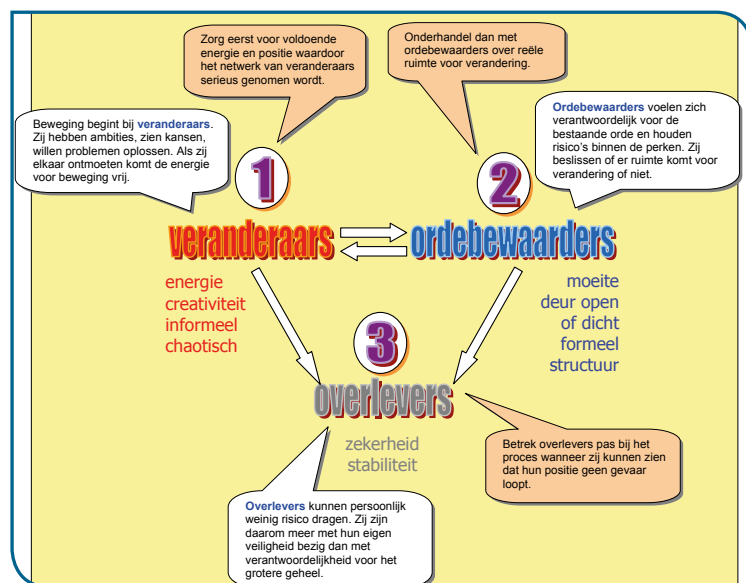 Zorg eerst voor voldoende
energie en positie waardoor
het netwerk van veranderaars
serieus genomen wordt.
Onderhandel dan met
ordebewaarders over reële
ruimte voor verandering.
Beweging begint bij veranderaars.
Zij hebben ambities, zien kansen,
willen problemen oplossen. Als zij
elkaar ontmoeten komt de energie
voor beweging vrij.
Ordebewaarders voelen zich
verantwoordelijk voor de
bestaande orde en houden
risico's binnen de perken. Zij
beslissen of er ruimte komt voor
verandering of niet.
1
2
veranderaars
ordebewaarders
energie
creativiteit
informeel
chaotisch
moeite
deur open
of dicht
formeel
structuur
3
overlevers
zekerheid
stabiliteit
Betrek overlevers pas bij het
proces wanneer zij kunnen zien
dat hun positie geen gevaar
loopt.
Overlevers kunnen persoonlijk
weinig risico dragen. Zij zijn
daarom meer met hun eigen
veiligheid bezig dan met
verantwoordelijkheid voor het
grotere geheel.